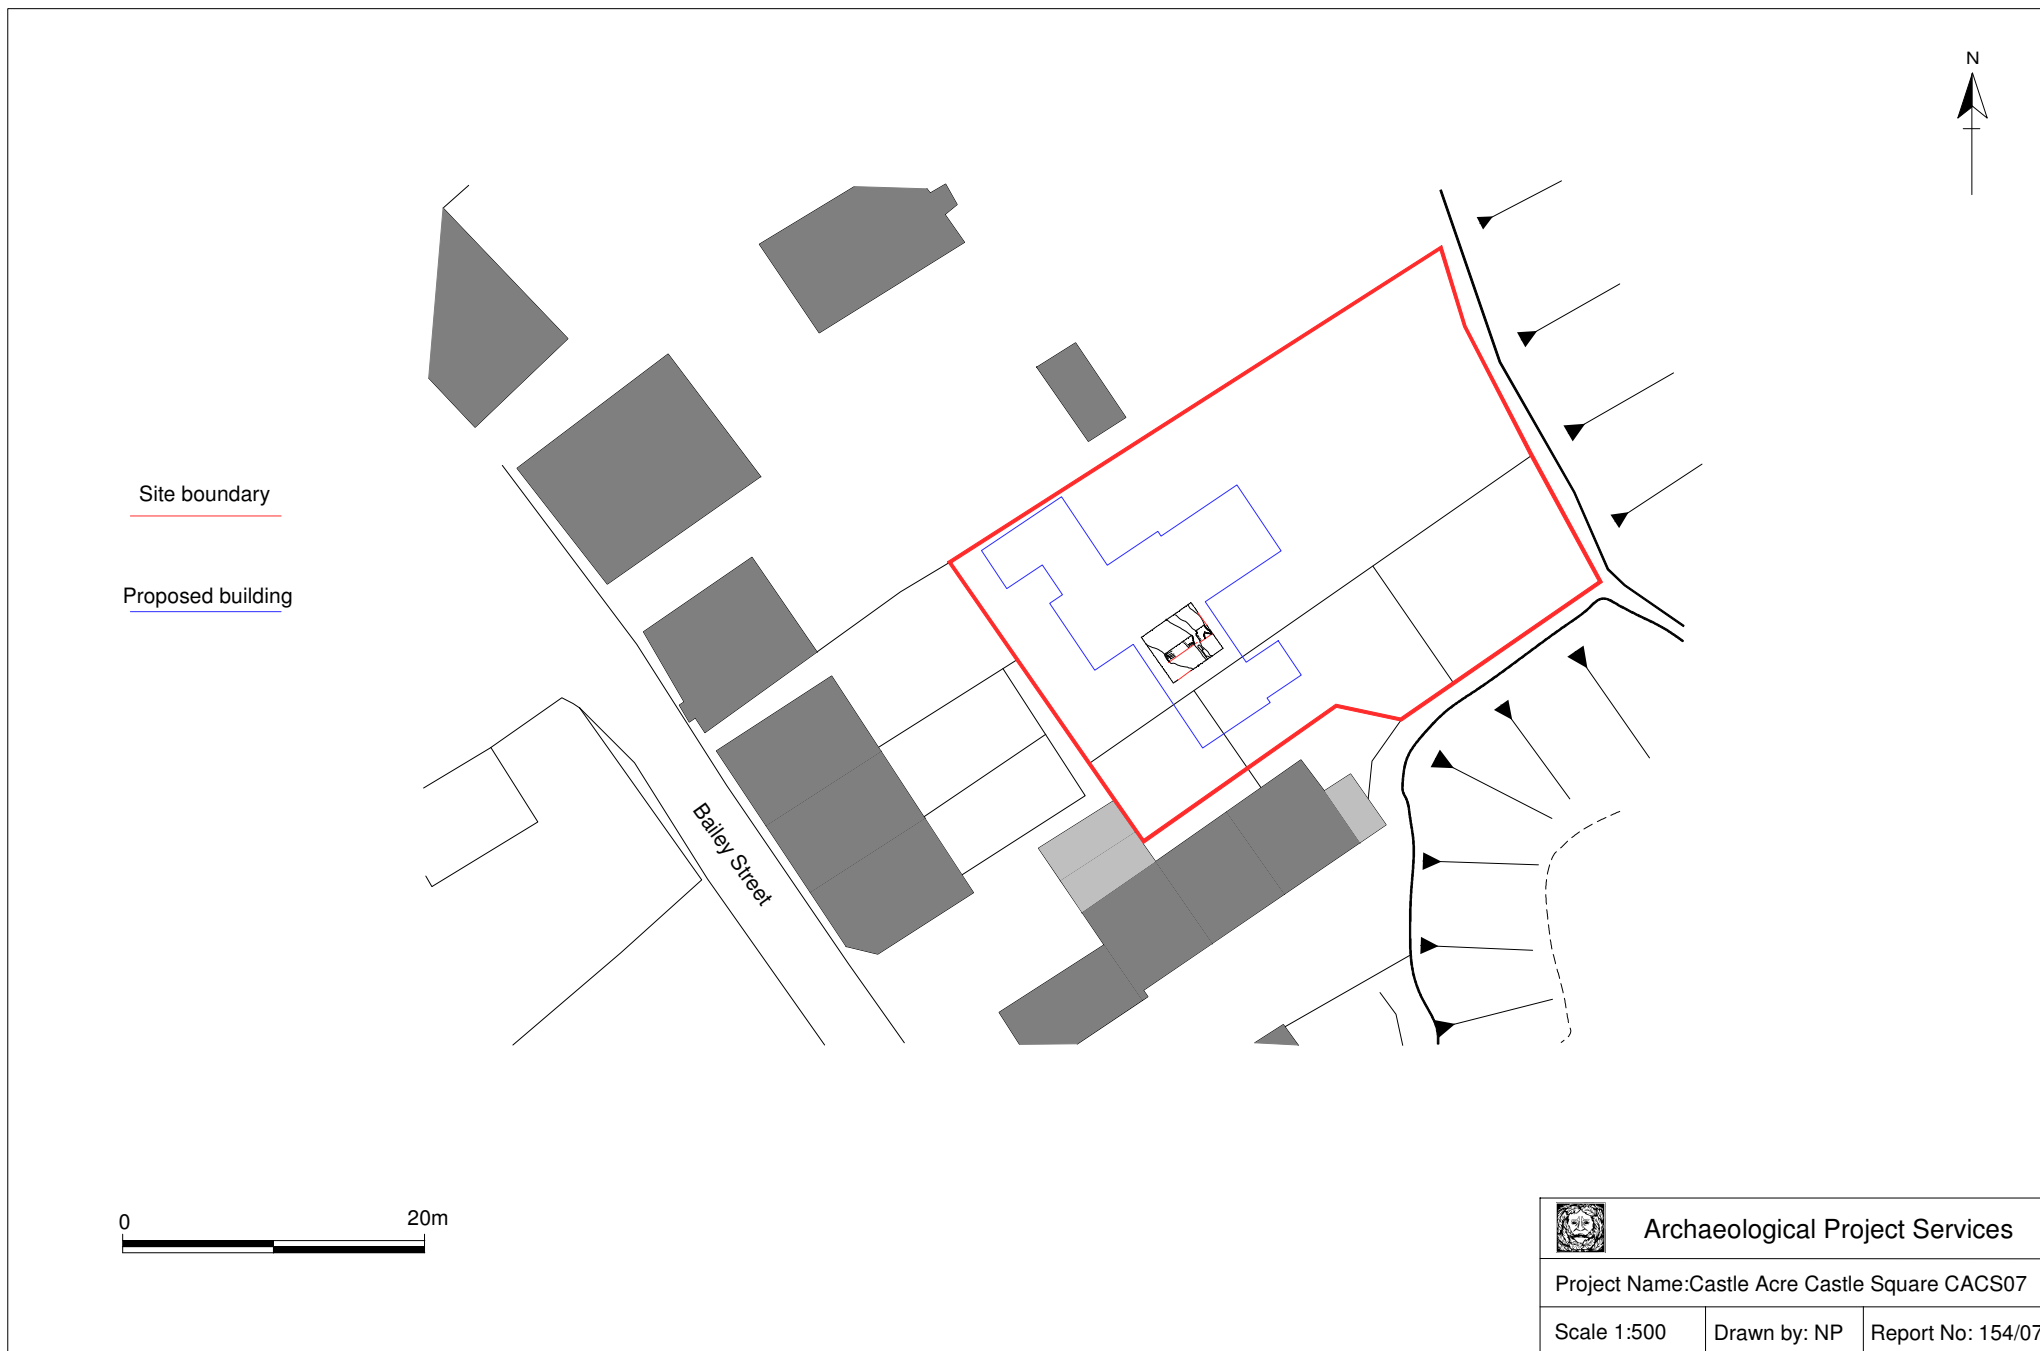 N
Site boundary
Proposed building
Bailey Street
0 20m
Archaeological Project Services
Project Name:Castle Acre Castle Square CACS07
Scale 1:500 Drawn by: NP Report No: 154/07